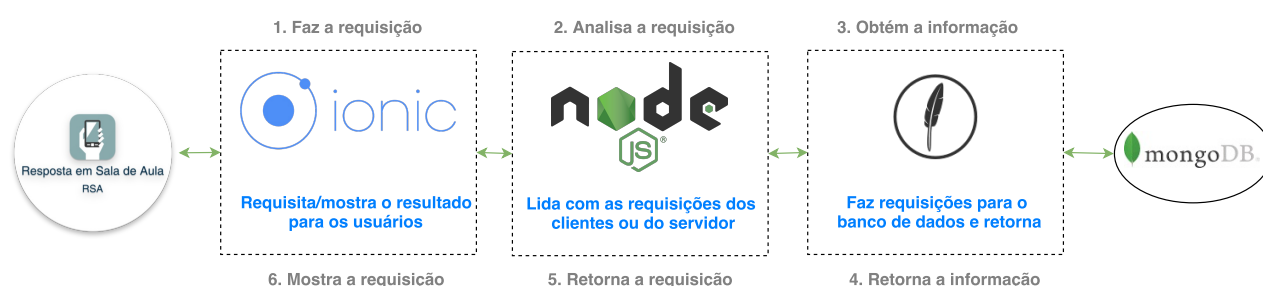 1. Faz a requisição
2. Analisa a requisição
3. Obtém a informação
Resposta em Sala de Aula
RSA
ionic
Requisita/mostra o resultado
para os usuários
node
JS®
Lida com as requisições dos
clientes ou do servidor
Faz requisições para o
banco de dados e retorna
mongoDB®
6. Mostra a requisição
5. Retorna a requisição
4. Retorna a informação